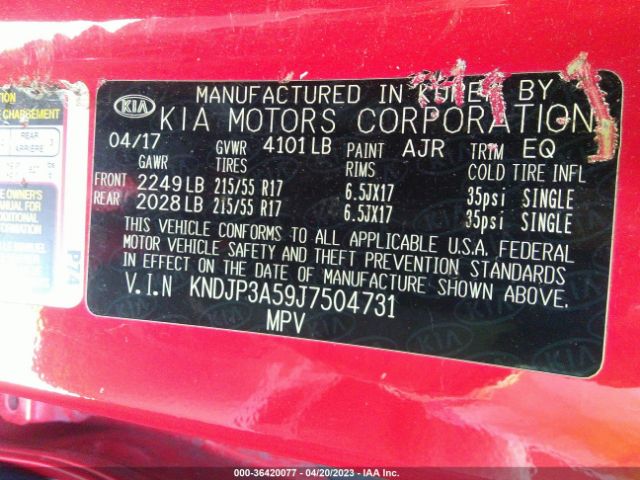 MANUFACTURED IN KOREA BY
KIA KIA MOTORS CORPORATION
04/17 GVWR 4101 LB PAINT AJR TRIM EQ
GAWR TIRES RIMS COLD TIRE INFL
FRONT 2249 LB 215/55 R17 6.5JX17 35psi SINGLE
REAR 2028 LB 215/55 R17 6.5JX17 35psi SINGLE
THIS VEHICLE CONFORMS TO ALL APPLICABLE U.S.A. FEDERAL
MOTOR VEHICLE SAFETY AND THEFT PREVENTION STANDARDS
IN EFFECT ON THE DATE OF MANUFACTURE SHOWN ABOVE.
V.I.N KNDJP3A59J7504731
MPV
CHARGEMENT
REAR
ARRIERE
P74
000-36420077 - 04/20/2023 - IAA Inc.